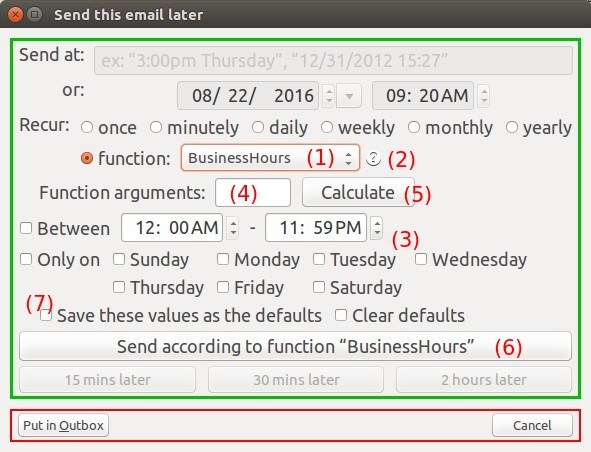 Send this email later
Send at: ex: “3:00pm Thursday”, “12/31/2012 15:27”
or: 08/ 22/ 2016 09: 20AM
Recur: once minutely daily weekly monthly yearly
function: BusinessHours (1) ? (2)
Function arguments: (4) Calculate (5)
Between 12: 00AM - 11: 59PM (3)
Only on Sunday Monday Tuesday Wednesday
Thursday Friday Saturday
(7) Save these values as the defaults Clear defaults
Send according to function “BusinessHours” (6)
15 mins later 30 mins later 2 hours later
Put in Outbox Cancel